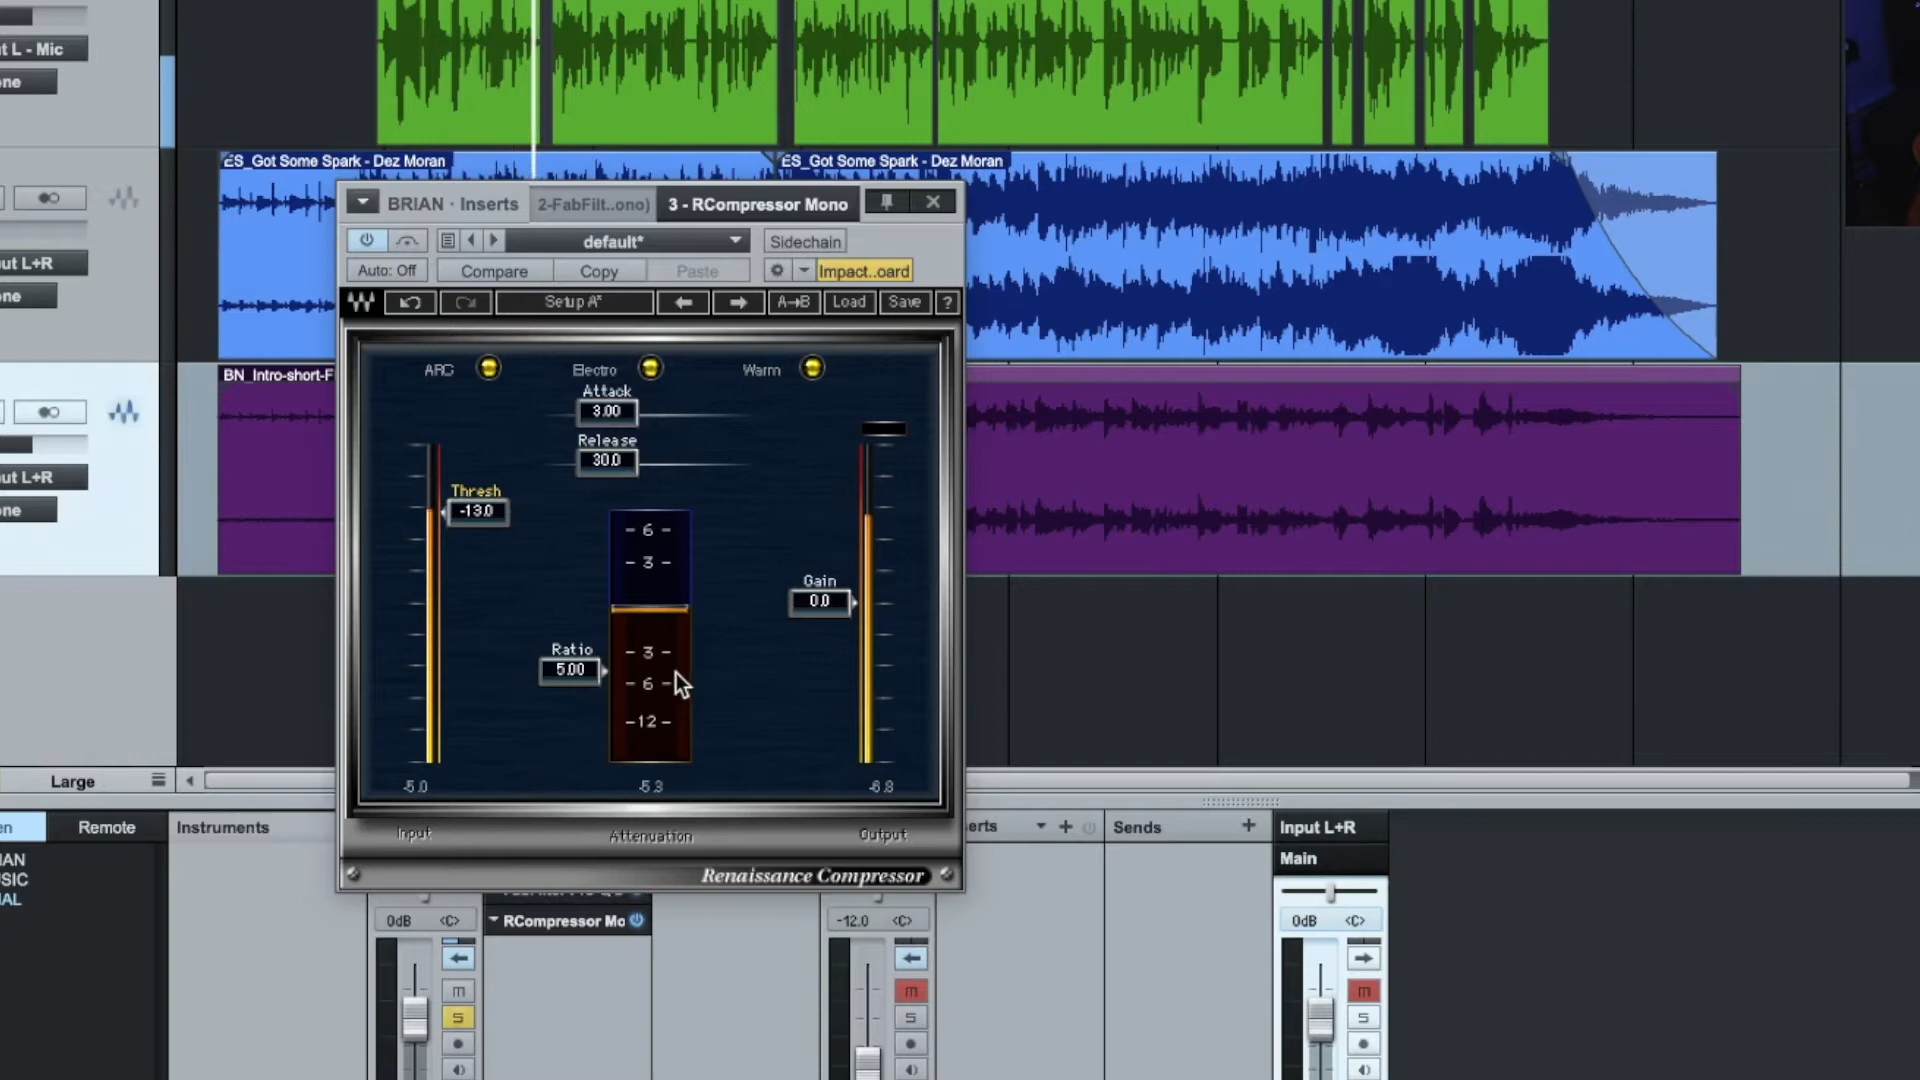 t L - Mic
ne
ES_Got Some Spark - Dez Moran
ES_Got Some Spark - Dez Moran
ut L+R
ne
BRIAN · Inserts
2-FabFilt..ono)
3 - RCompressor Mono
default*
Sidechain
Auto: Off
Compare
Copy
Paste
Impact..oard
Setup A*
A→B
Load
Save
?
BN_Intro-short-F
ut L+R
ne
ARC
Electro
Warm
Attack
3.00
Release
30.0
Thresh
-13.0
- 6 -
- 3 -
Gain
0.0
Ratio
5.00
- 3 -
- 6 -
-12 -
-5.0
-5.3
-6.8
Input
Attenuation
Output
Renaissance Compressor
Large
en
Remote
Instruments
erts
Sends
Input L+R
Main
IAN
SIC
AL
RCompressor Mo
0dB
<C>
-12.0
<C>
0dB
<C>
m
S
m
S
m
S